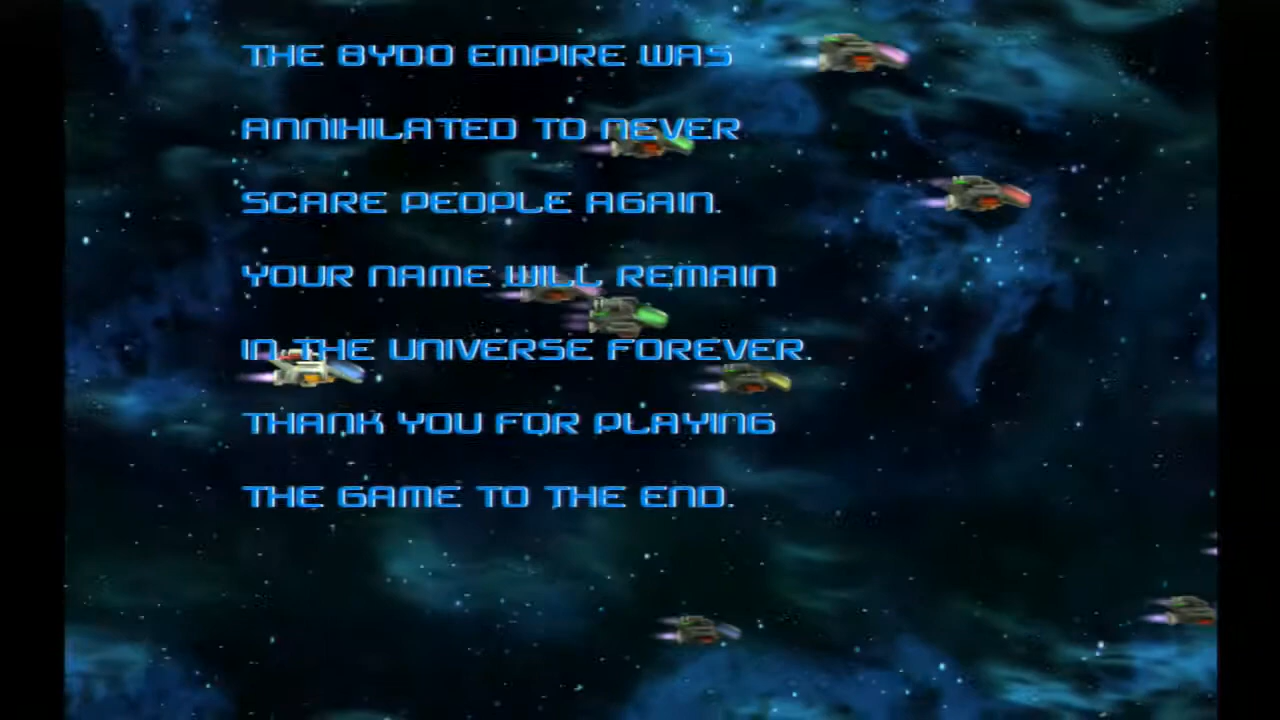 THE BYDO EMPIRE WAS
ANNIHILATED TO NEVER
SCARE PEOPLE AGAIN.
YOUR NAME WILL REMAIN
IN THE UNIVERSE FOREVER.
THANK YOU FOR PLAYING
THE GAME TO THE END.